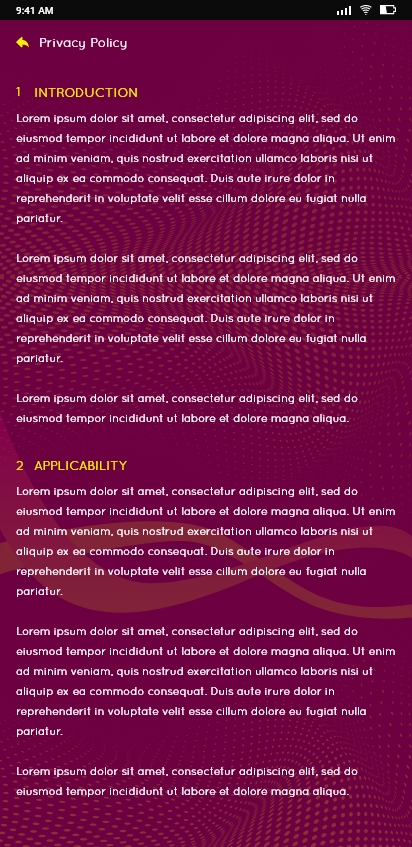 9:41 AM
Privacy Policy
1 INTRODUCTION
Lorem ipsum dolor sit amet, consectetur adipiscing elit, sed do
eiusmod tempor incididunt ut labore et dolore magna aliqua. Ut enim
ad minim veniam, quis nostrud exercitation ullamco laboris nisi ut
aliquip ex ea commodo consequat. Duis aute irure dolor in
reprehenderit in voluptate velit esse cillum dolore eu fugiat nulla
pariatur.
Lorem ipsum dolor sit amet, consectetur adipiscing elit, sed do
eiusmod tempor incididunt ut labore et dolore magna aliqua. Ut enim
ad minim veniam, quis nostrud exercitation ullamco laboris nisi ut
aliquip ex ea commodo consequat. Duis aute irure dolor in
reprehenderit in voluptate velit esse cillum dolore eu fugiat nulla
pariatur.
Lorem ipsum dolor sit amet, consectetur adipiscing elit, sed do
eiusmod tempor incididunt ut labore et dolore magna aliqua.
2 APPLICABILITY
Lorem ipsum dolor sit amet, consectetur adipiscing elit, sed do
eiusmod tempor incididunt ut labore et dolore magna aliqua. Ut enim
ad minim veniam, quis nostrud exercitation ullamco laboris nisi ut
aliquip ex ea commodo consequat. Duis aute irure dolor in
reprehenderit in voluptate velit esse cillum dolore eu fugiat nulla
pariatur.
Lorem ipsum dolor sit amet, consectetur adipiscing elit, sed do
eiusmod tempor incididunt ut labore et dolore magna aliqua. Ut enim
ad minim veniam, quis nostrud exercitation ullamco laboris nisi ut
aliquip ex ea commodo consequat. Duis aute irure dolor in
reprehenderit in voluptate velit esse cillum dolore eu fugiat nulla
pariatur.
Lorem ipsum dolor sit amet, consectetur adipiscing elit, sed do
eiusmod tempor incididunt ut labore et dolore magna aliqua.